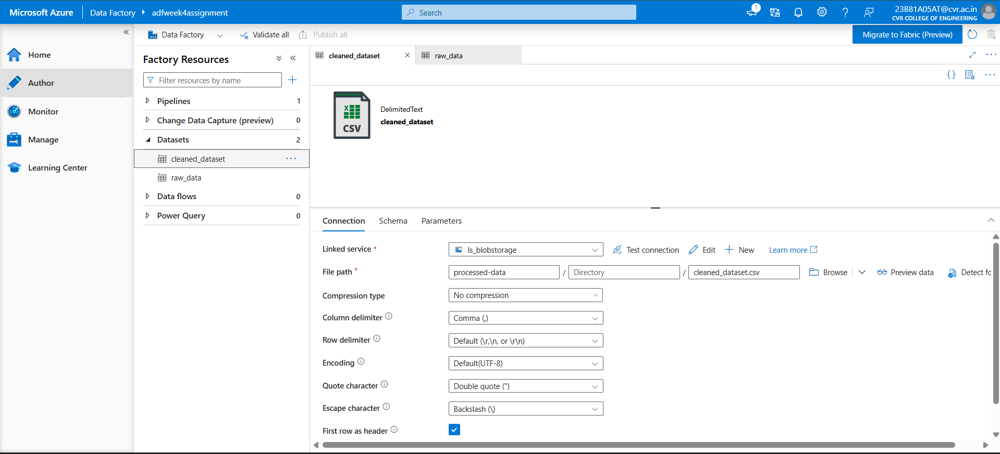 Microsoft Azure
Data Factory
adfweek4assignment
Search
1
23B81A05AT@cvr.ac.in
CVR COLLEGE OF ENGINEERING
Home
Author
Monitor
Manage
Learning Center
Data Factory
Validate all
Publish all
Migrate to Fabric (Preview)
Factory Resources
Filter resources by name
Pipelines 1
Change Data Capture (preview) 0
Datasets 2
cleaned_dataset
raw_data
Data flows 0
Power Query 0
cleaned_dataset
raw_data
{}
X
CSV
DelimitedText
cleaned_dataset
Connection
Schema
Parameters
Linked service *
ls_blobstorage
Test connection
Edit
New
Learn more
File path *
processed-data / Directory / cleaned_dataset.csv
Browse
Preview data
Detect fo
Compression type
No compression
Column delimiter
Comma (,)
Row delimiter
Default (\r,\n, or \r\n)
Encoding
Default(UTF-8)
Quote character
Double quote (")
Escape character
Backslash (\)
First row as header